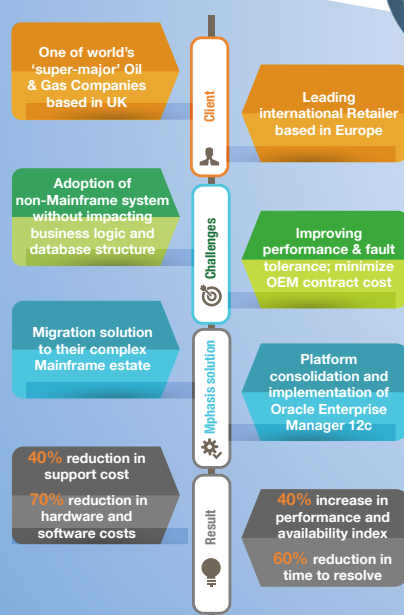 One of world's
'super-major' Oil
& Gas Companies
based in UK
Client
Leading
international Retailer
based in Europe
Adoption of
non-Mainframe system
without impacting
business logic and
database structure
Challenges
Improving
performance & fault
tolerance; minimize
OEM contract cost
Migration solution
to their complex
Mainframe estate
Mphasis solution
Platform
consolidation and
implementation of
Oracle Enterprise
Manager 12c
40% reduction in
support cost
70% reduction in
hardware and
software costs
Result
40% increase in
performance and
availability index
60% reduction in
time to resolve